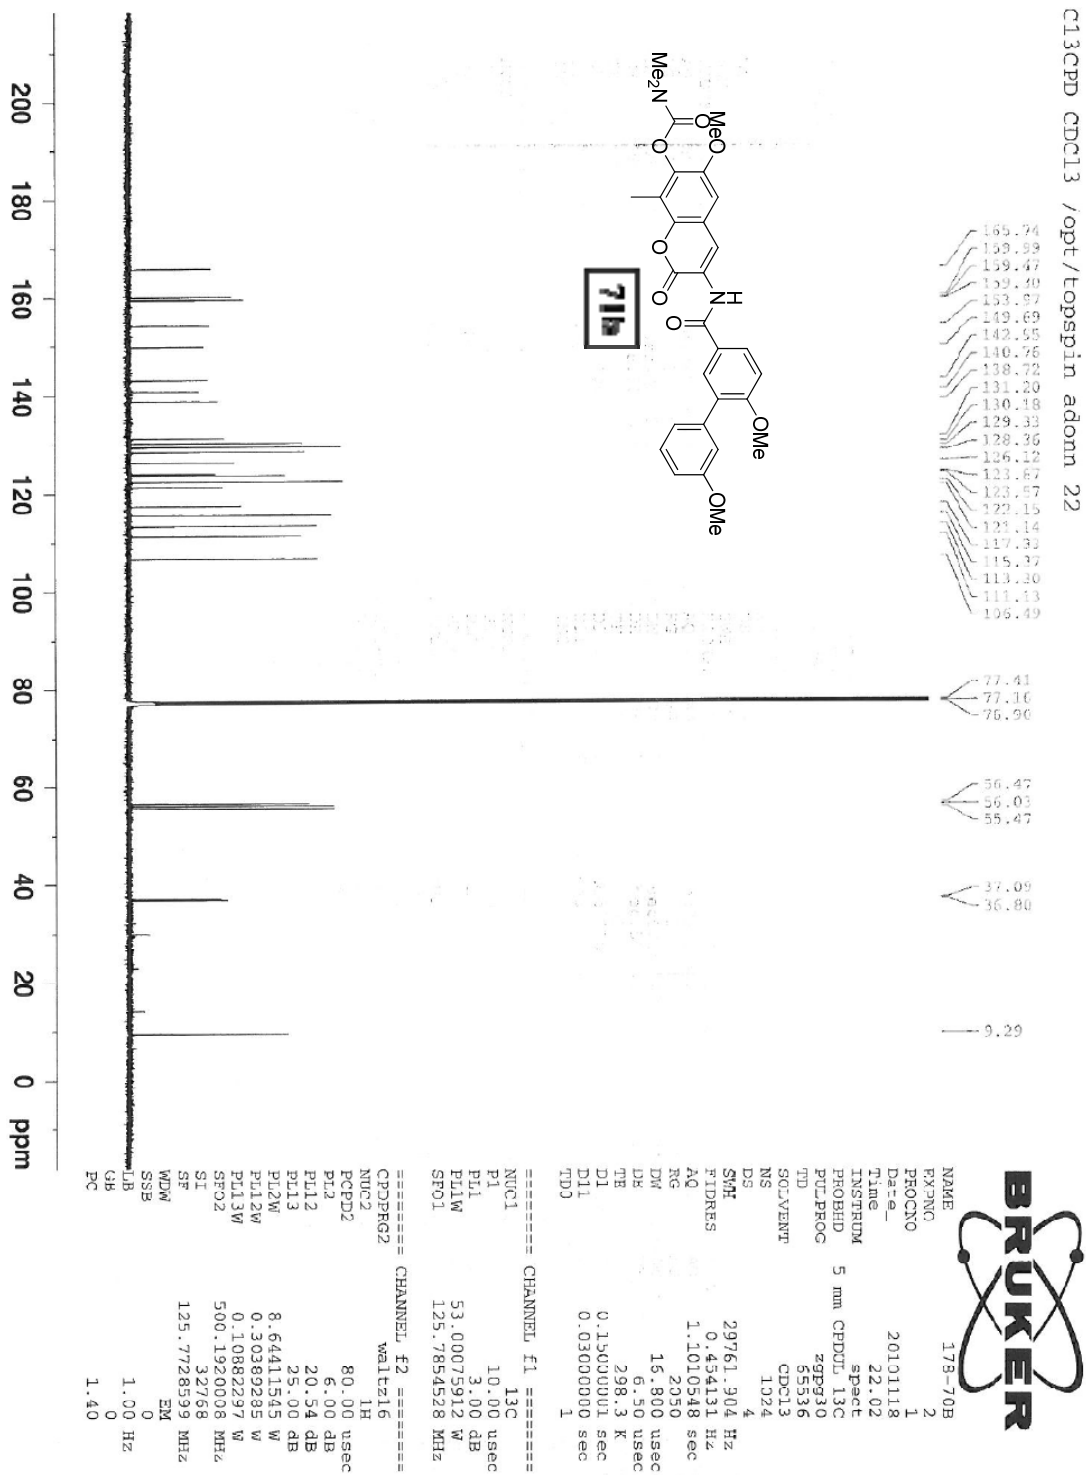 C13CPD CDCl3 /opt/topspin adonn 22
165.74
159.99
159.47
159.30
153.97
149.69
142.55
140.76
138.72
131.20
130.18
129.33
128.36
126.12
123.87
123.57
122.15
121.14
117.33
115.37
113.30
111.13
106.49
77.41
77.16
76.90
56.47
56.03
55.47
37.09
36.80
9.29
MeO
O
Me2N
O
O
O
H
N
O
OMe
OMe
200 180 160 140 120 100 80 60 40 20 0 ppm
BRUKER
NAME 173-70B
EXPNO 2
PROCNO 1
Date_ 20101118
Time 22.02
INSTRUM spect
PROBHD 5 mm CPDUL 13C
PULPROG zgpg30
TD 65536
SOLVENT CDCl3
NS 1024
DS 4
SWH 29761.904 Hz
FIDRES 0.454131 Hz
AQ 1.1010548 sec
RG 2050
DW 16.800 usec
DE 6.50 usec
TE 298.3 K
D1 0.15000001 sec
D11 0.03000000 sec
TD0 1
======== CHANNEL f1 ========
NUC1 13C
P1 10.00 usec
PL1 3.00 dB
PL1W 53.00075912 W
SFO1 125.7854528 MHz
======== CHANNEL f2 ========
CPDPRG2 waltz16
NUC2 1H
PCPD2 80.00 usec
PL2 6.00 dB
PL12 20.54 dB
PL13 25.00 dB
PL2W 8.64411545 W
PL12W 0.30389285 W
PL13W 0.10882297 W
SFO2 500.1920008 MHz
SI 32768
SF 125.7728599 MHz
WDW EM
SSB 0
LB 1.00 Hz
GB 0
PC 1.40